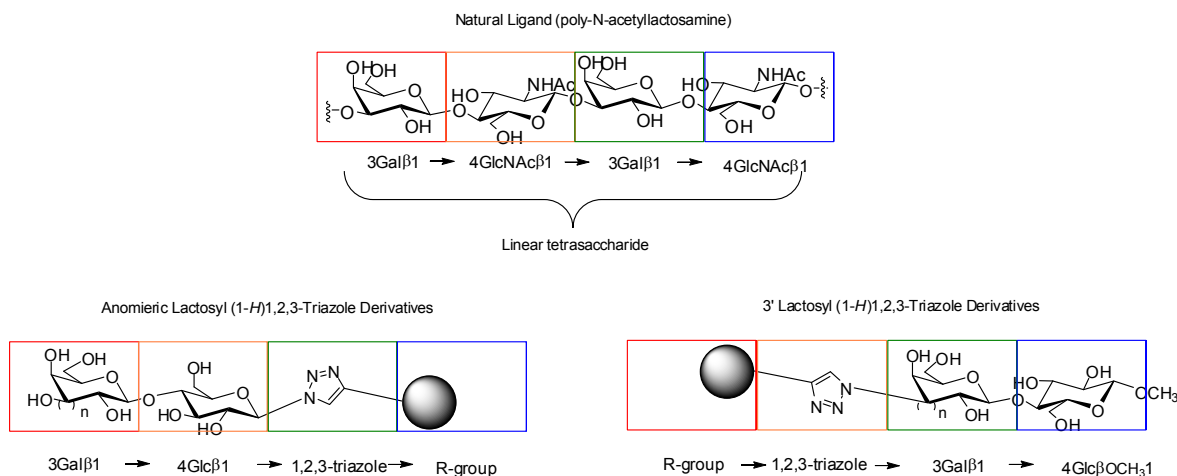 Natural Ligand (poly-N-acetyllactosamine)
OH OH O O OH O HO NHAc O O OH OH OH O O OH O HO NHAc O O OH
3Galβ1 → 4GlcNAcβ1 → 3Galβ1 → 4GlcNAcβ1
Linear tetrasaccharide
Anomieric Lactosyl (1-H)1,2,3-Triazole Derivatives
3' Lactosyl (1-H)1,2,3-Triazole Derivatives
OH OH O HO n OH O OH O HO HO N N N
N N N OH OH O n OH O HO OH O O OH OCH3
3Galβ1 → 4Glcβ1 → 1,2,3-triazole → R-group
R-group → 1,2,3-triazole → 3Galβ1 → 4GlcβOCH31